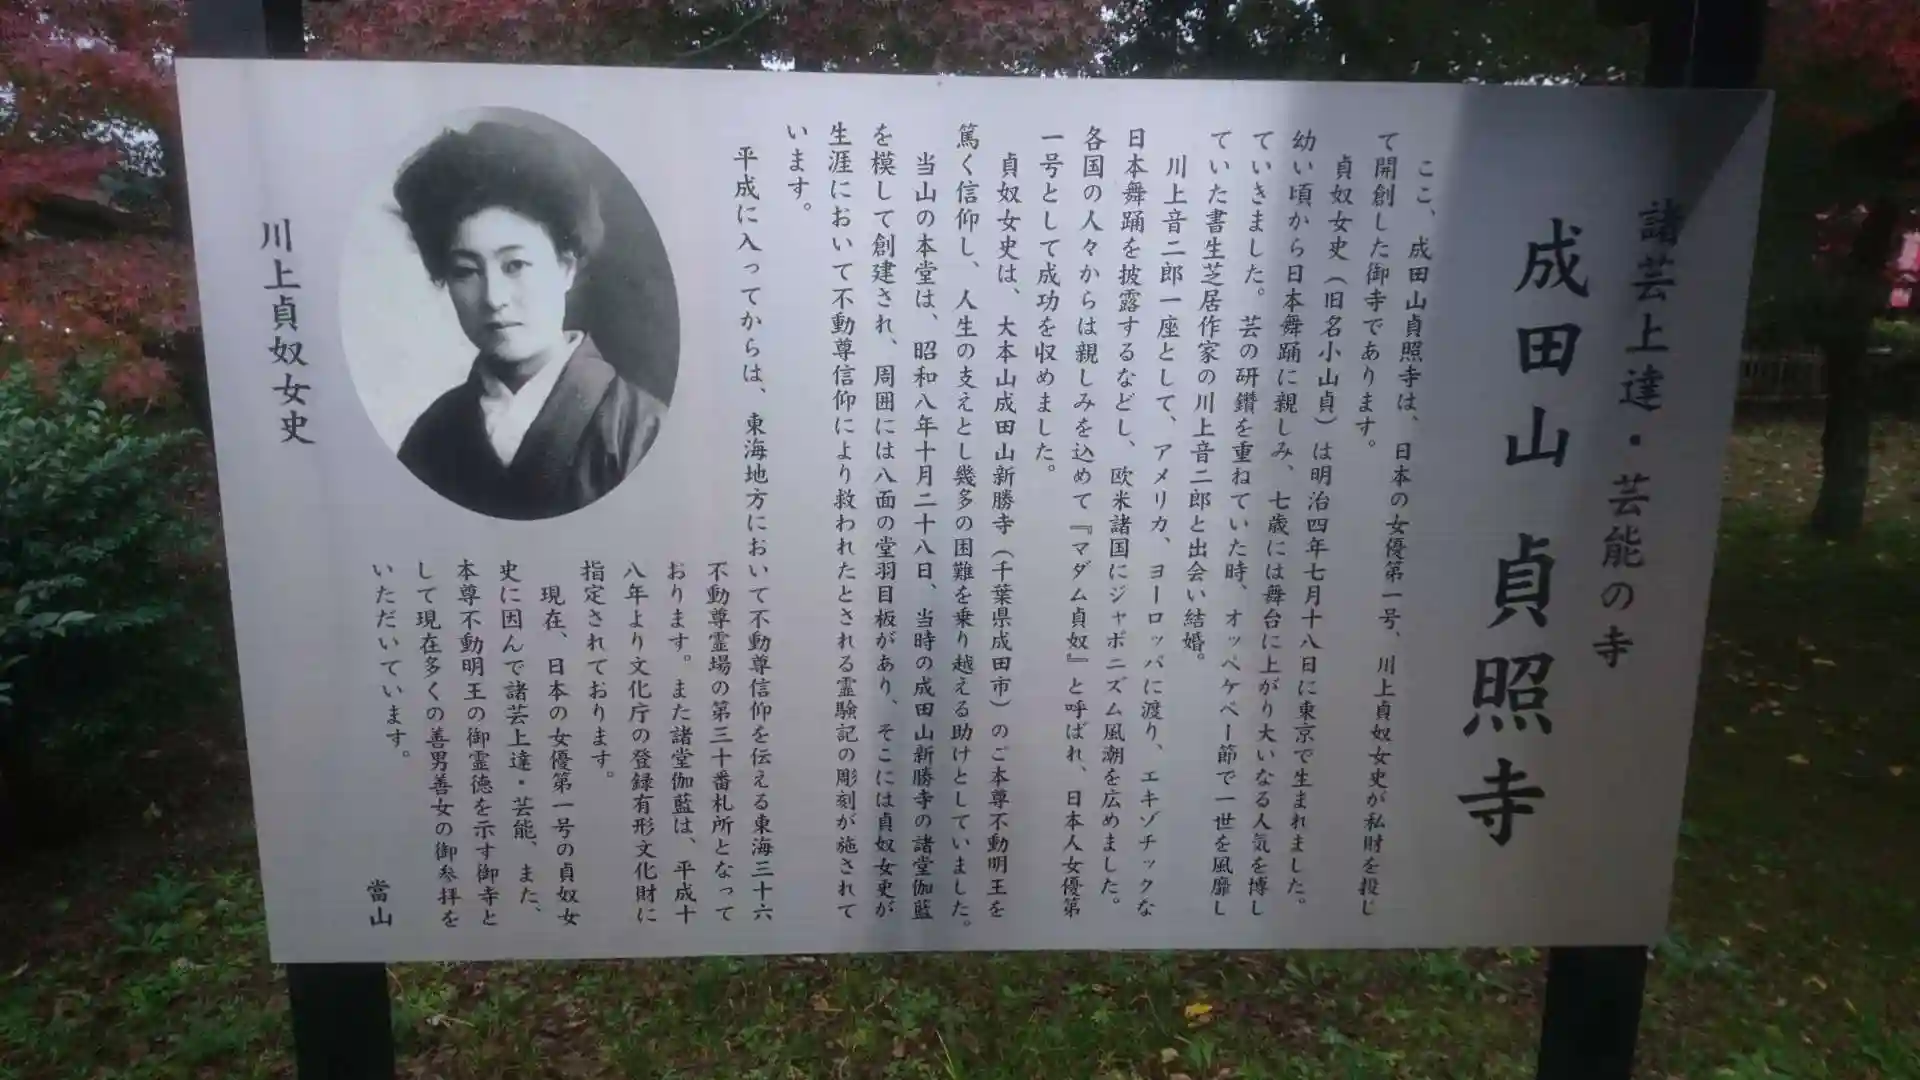 諸芸上達・芸能の寺
成田山 貞照寺
ここ、成田山貞照寺は、日本の女優第一号、川上貞奴女史が私財を投じ
て開創した御寺であります。
貞奴女史（旧名小山貞）は明治四年七月十八日に東京で生まれました。
幼い頃から日本舞踊に親しみ、七歳には舞台に上がり大いなる人気を博し
ていきました。芸の研鑽を重ねていた時、オッペケペー節で一世を風靡し
ていた書生芝居作家の川上音二郎と出会い結婚。
川上音二郎一座として、アメリカ、ヨーロッパに渡り、エキゾチックな
日本舞踊を披露するなどし、欧米諸国にジャポニズム風潮を広めました。
各国の人々からは親しみを込めて『マダム貞奴』と呼ばれ、日本人女優第
一号として成功を収めました。
貞奴女史は、大本山成田山新勝寺（千葉県成田市）のご本尊不動明王を
篤く信仰し、人生の支えとし幾多の困難を乗り越える助けとしていました。
当山の本堂は、昭和八年十月二十八日、当時の成田山新勝寺の諸堂伽藍
を模して創建され、周囲には八面の堂羽目板があり、そこには貞奴女史が
生涯において不動尊信仰により救われたとされる霊験記の彫刻が施されて
います。
平成に入ってからは、東海地方において不動尊信仰を伝える東海三十六
不動尊霊場の第三十番札所となって
おります。また諸堂伽藍は、平成十
八年より文化庁の登録有形文化財に
指定されております。
現在、日本の女優第一号の貞奴女
史に因んで諸芸上達・芸能、また、
本尊不動明王の御霊徳を示す御寺と
して現在多くの善男善女の御参拝を
いただいています。
當山
川上貞奴女史